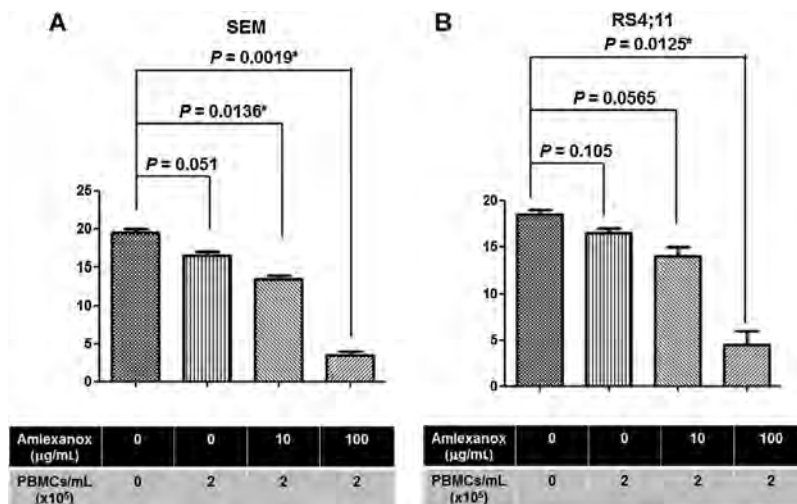 A
SEM
P = 0.0019*
P = 0.0136*
P = 0.051
25
20
15
10
5
0
Amlexanox (µg/mL) 0 0 10 100
PBMCs/mL (x10⁵) 0 2 2 2
B
RS4;11
P = 0.0125*
P = 0.0565
P = 0.105
20
15
10
5
0
Amlexanox (µg/mL) 0 0 10 100
PBMCs/mL (x10⁵) 0 2 2 2